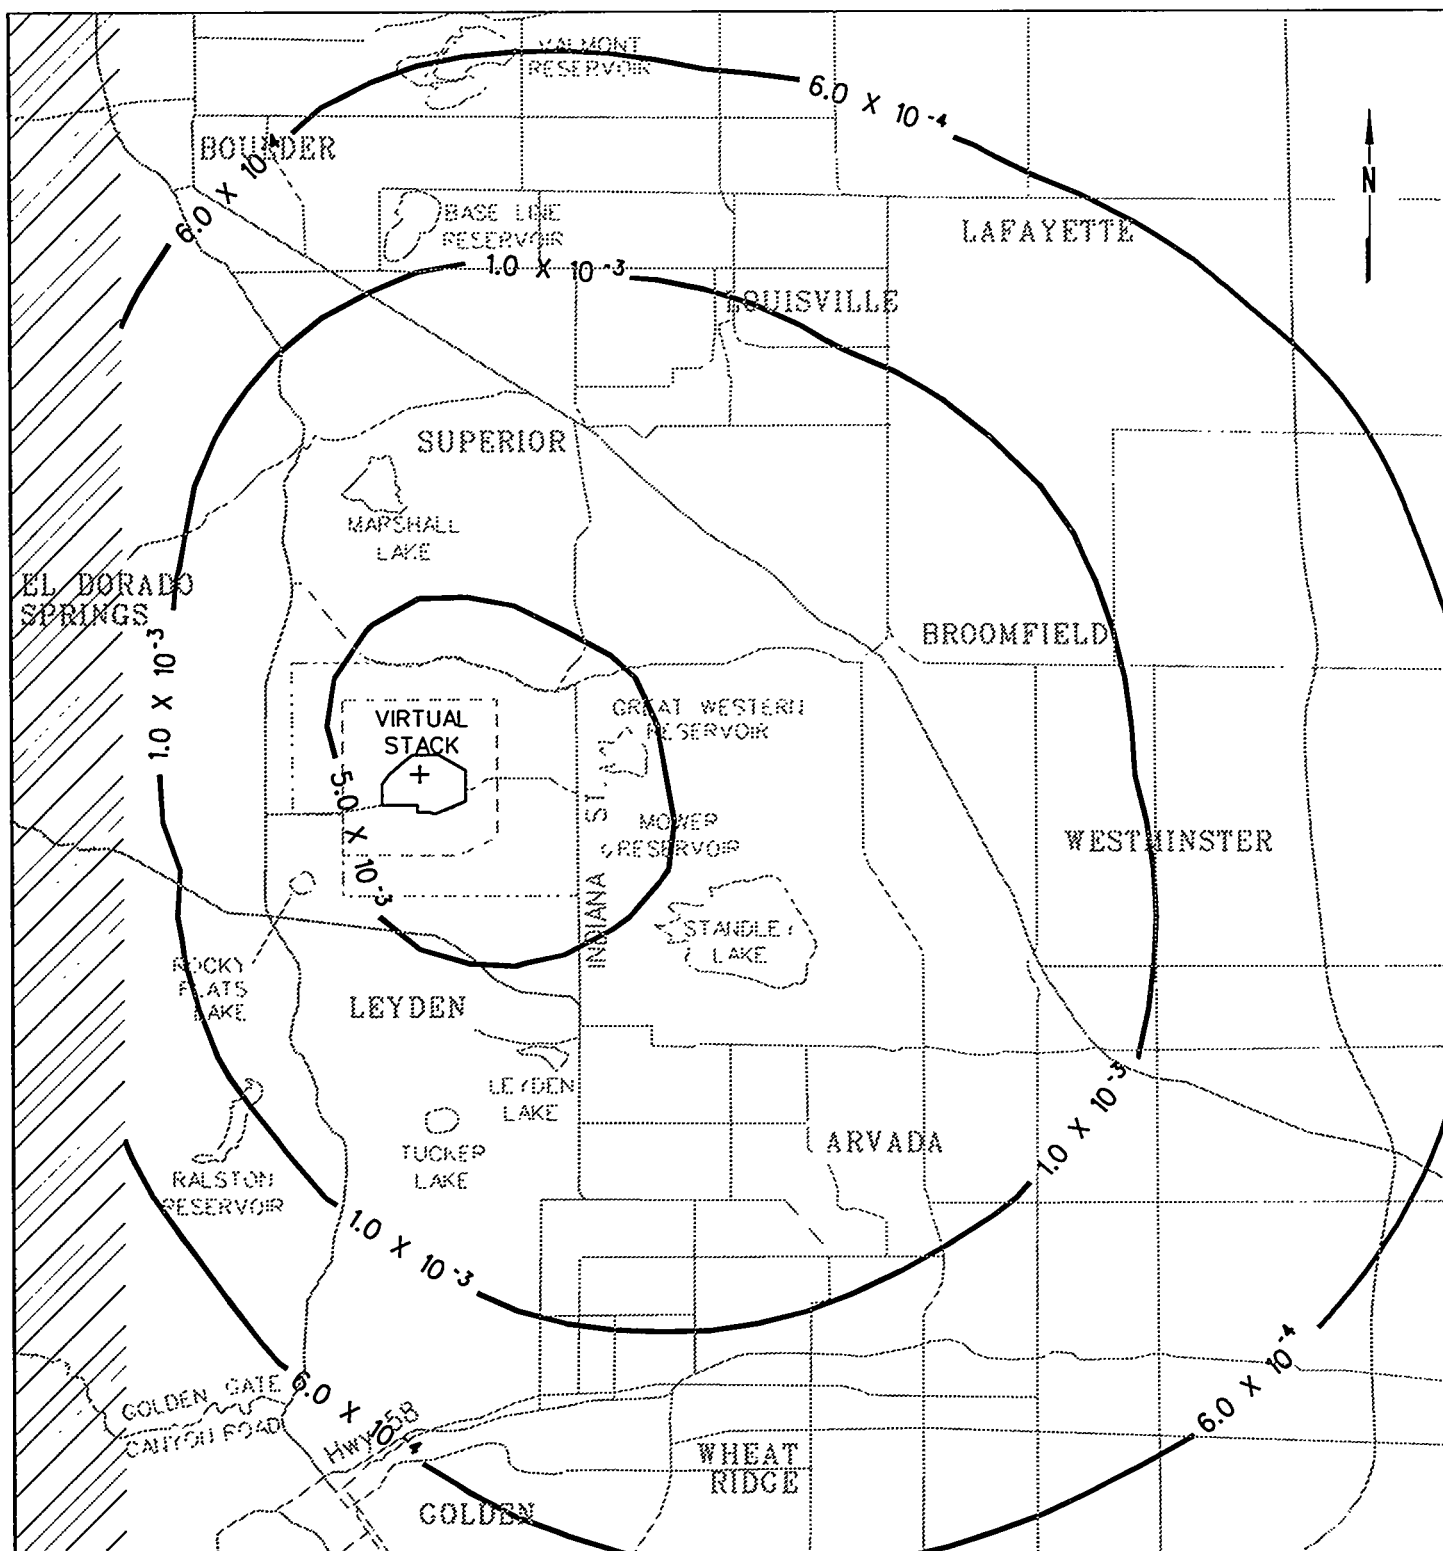 VALMONT
RESERVOIR
6.0 X 10 -4
BOULDER
6.0 X 10 -4
N
BASE LINE
RESERVOIR
LAFAYETTE
1.0 X 10 -3
LOUISVILLE
SUPERIOR
MARSHALL
LAKE
EL DORADO
SPRINGS
1.0 X 10 -3
BROOMFIELD
VIRTUAL
STACK
GREAT WESTERN
RESERVOIR
5.0 X 10 -3
INDIANA ST.
MOWER
RESERVOIR
WESTMINSTER
STANDLEY
LAKE
ROCKY
FLATS
LAKE
LEYDEN
LEYDEN
LAKE
TUCKER
LAKE
RALSTON
RESERVOIR
ARVADA
1.0 X 10 -3
1.0 X 10 -3
GOLDEN GATE
CANYON ROAD
6.0 X 10 -4
HWY 58
6.0 X 10 -4
WHEAT
RIDGE
GOLDEN